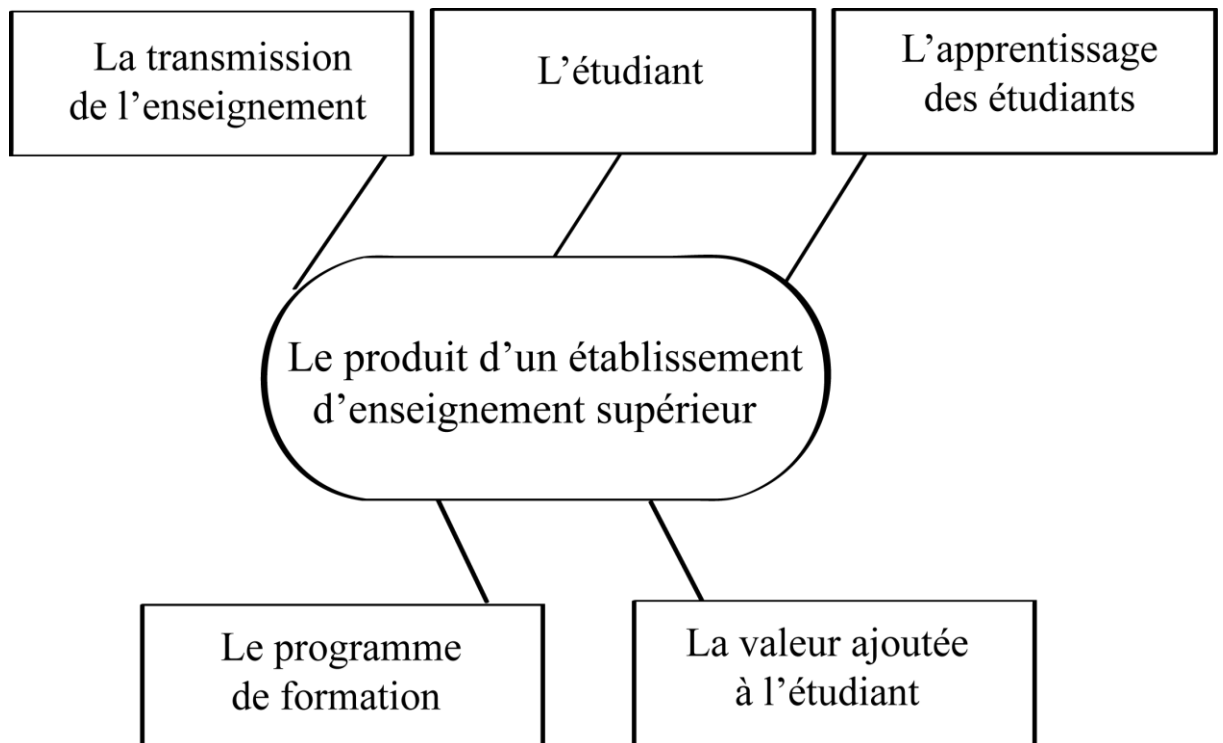 La transmission
de l’enseignement
L’étudiant
L’apprentissage
des étudiants
Le produit d’un établissement
d’enseignement supérieur
Le programme
de formation
La valeur ajoutée
à l’étudiant